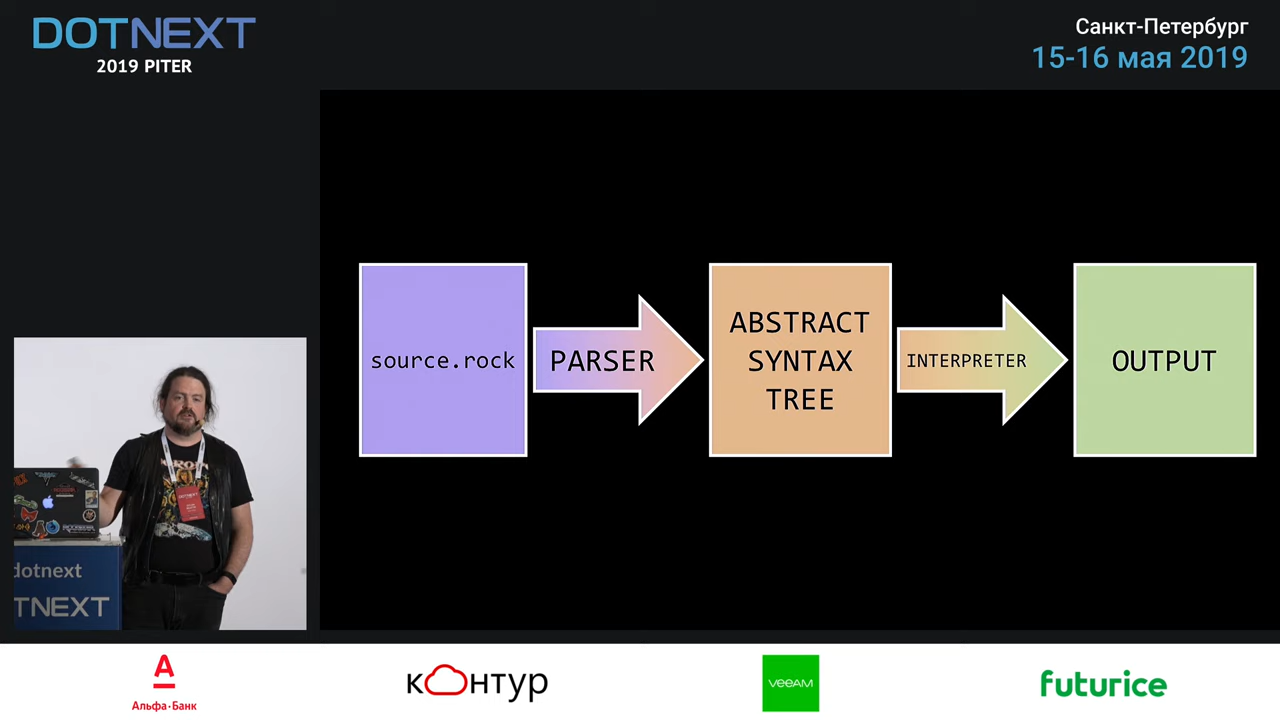 DOTNEXT
2019 PITER
Санкт-Петербург
15-16 мая 2019
source.rock
PARSER
ABSTRACT
SYNTAX
TREE
INTERPRETER
OUTPUT
DOTNEXT
dotnext
TNEXT
Альфа·Банк
контур
veeam
futurice